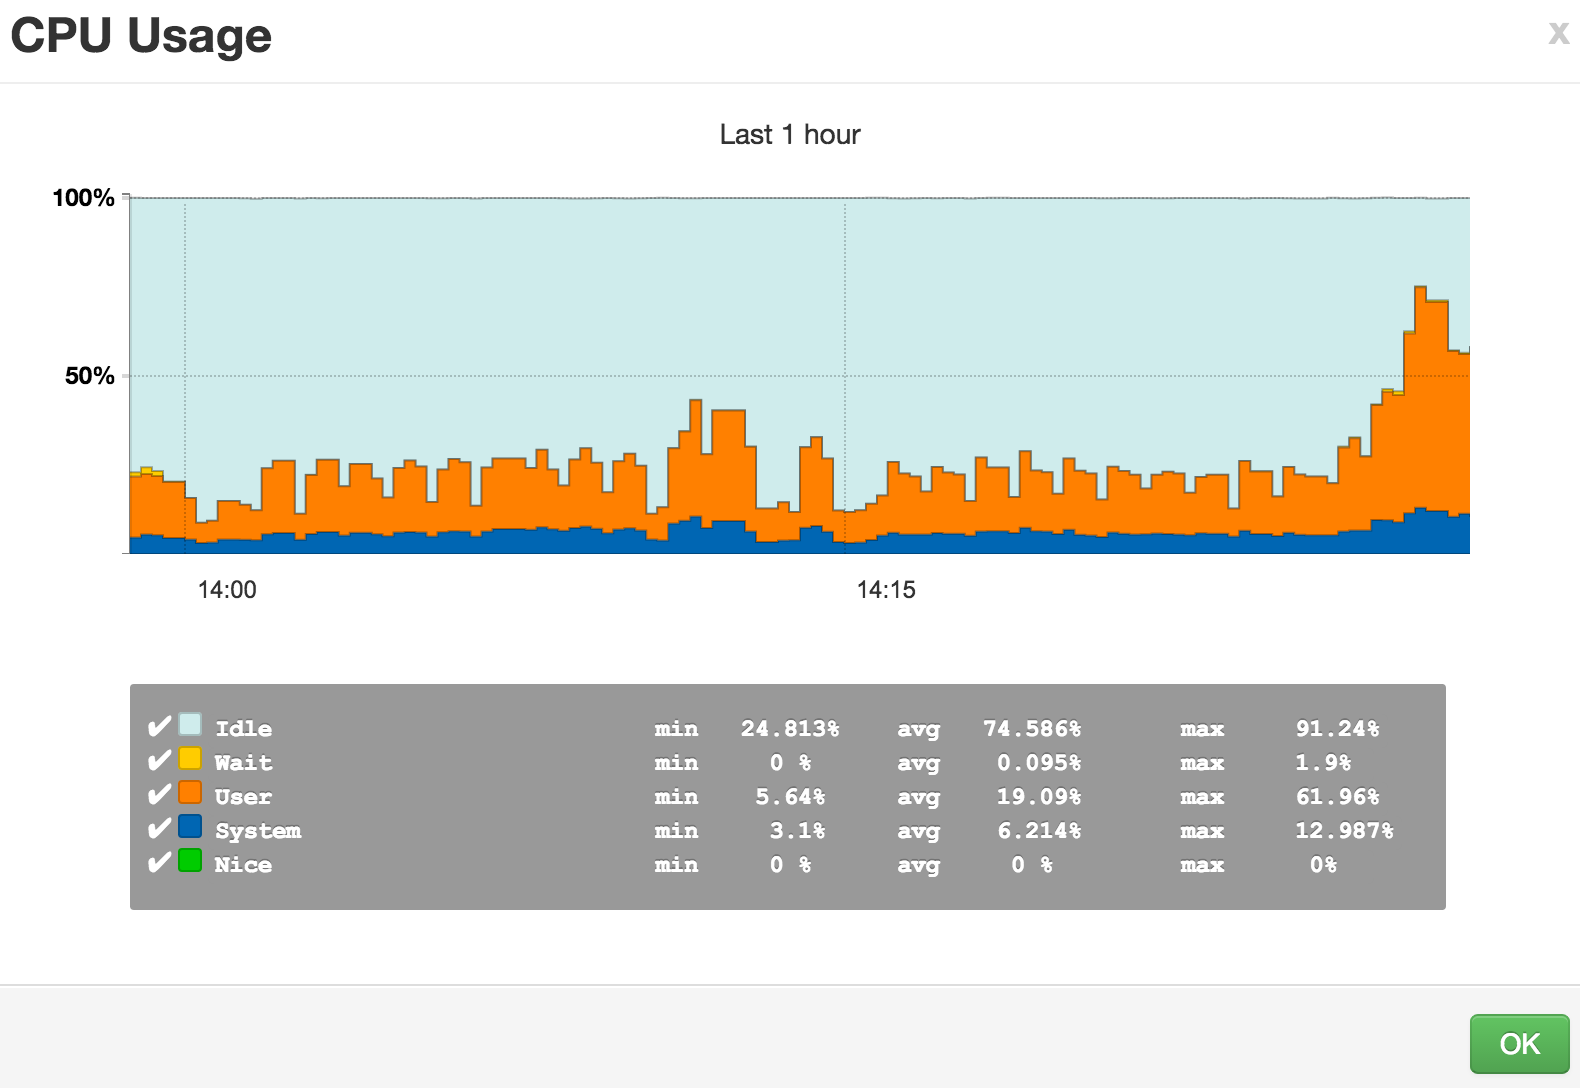 CPU Usage x
Last 1 hour
100%
50%
14:00 14:15
✔ Idle min 24.813% avg 74.586% max 91.24%
✔ Wait min 0 % avg 0.095% max 1.9%
✔ User min 5.64% avg 19.09% max 61.96%
✔ System min 3.1% avg 6.214% max 12.987%
✔ Nice min 0 % avg 0 % max 0%
OK